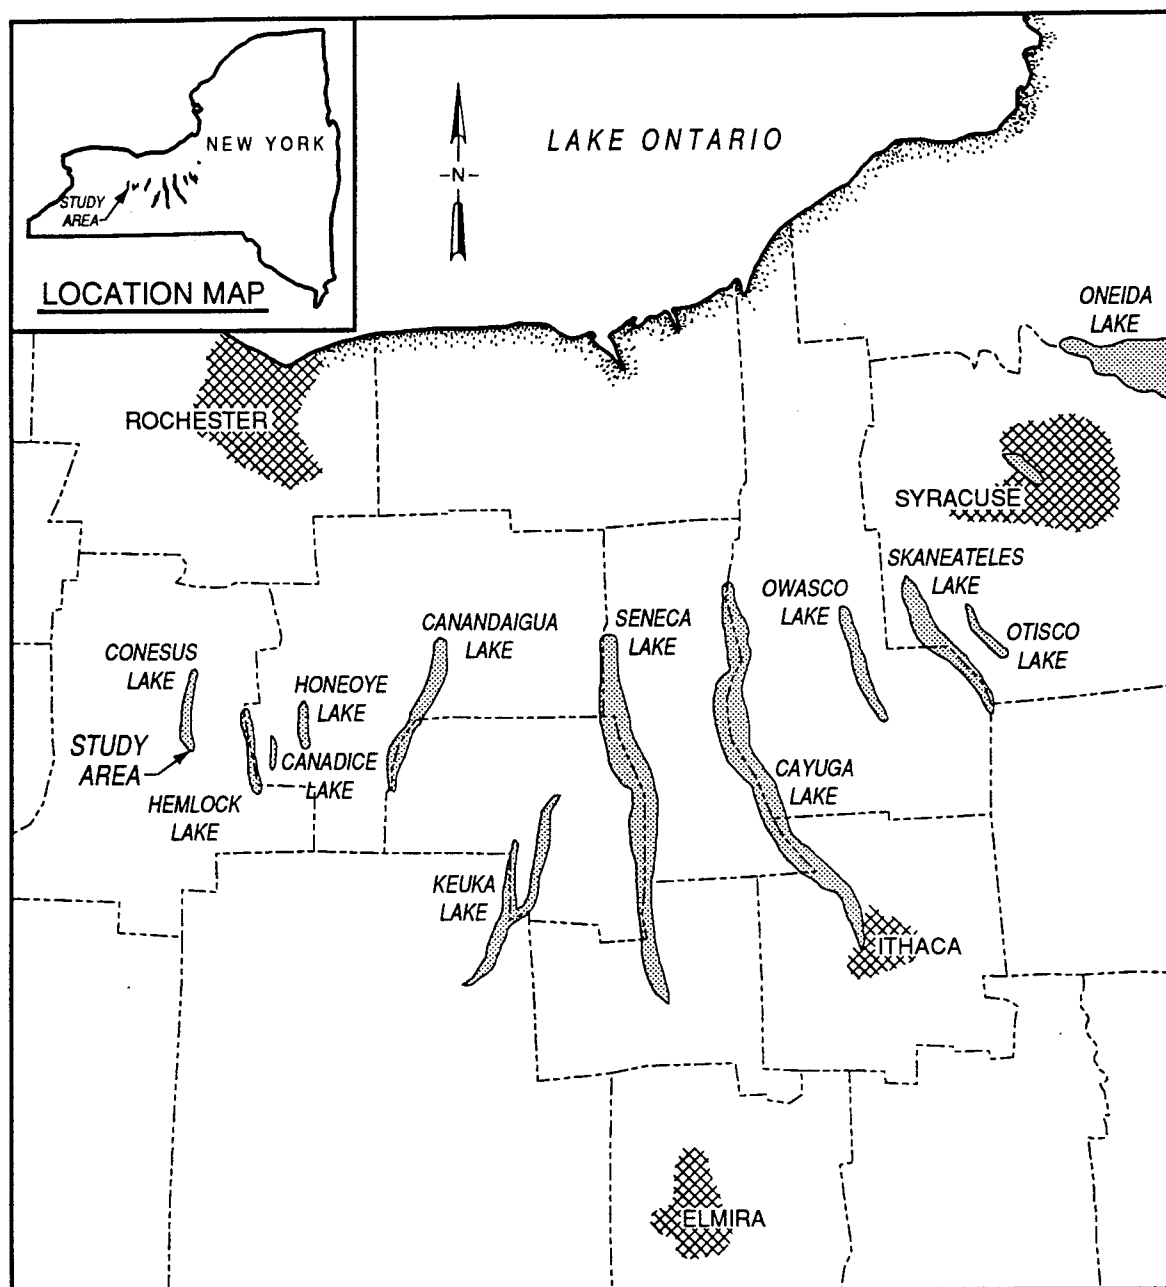 NEW YORK
STUDY
AREA
LOCATION MAP
-N-
LAKE ONTARIO
ONEIDA
LAKE
ROCHESTER
SYRACUSE
SKANEATELES
LAKE
OWASCO
LAKE
OTISCO
LAKE
CANANDAIGUA
LAKE
SENECA
LAKE
CONESUS
LAKE
HONEOYE
LAKE
STUDY
AREA
CANADICE
LAKE
HEMLOCK
LAKE
CAYUGA
LAKE
KEUKA
LAKE
ITHACA
ELMIRA